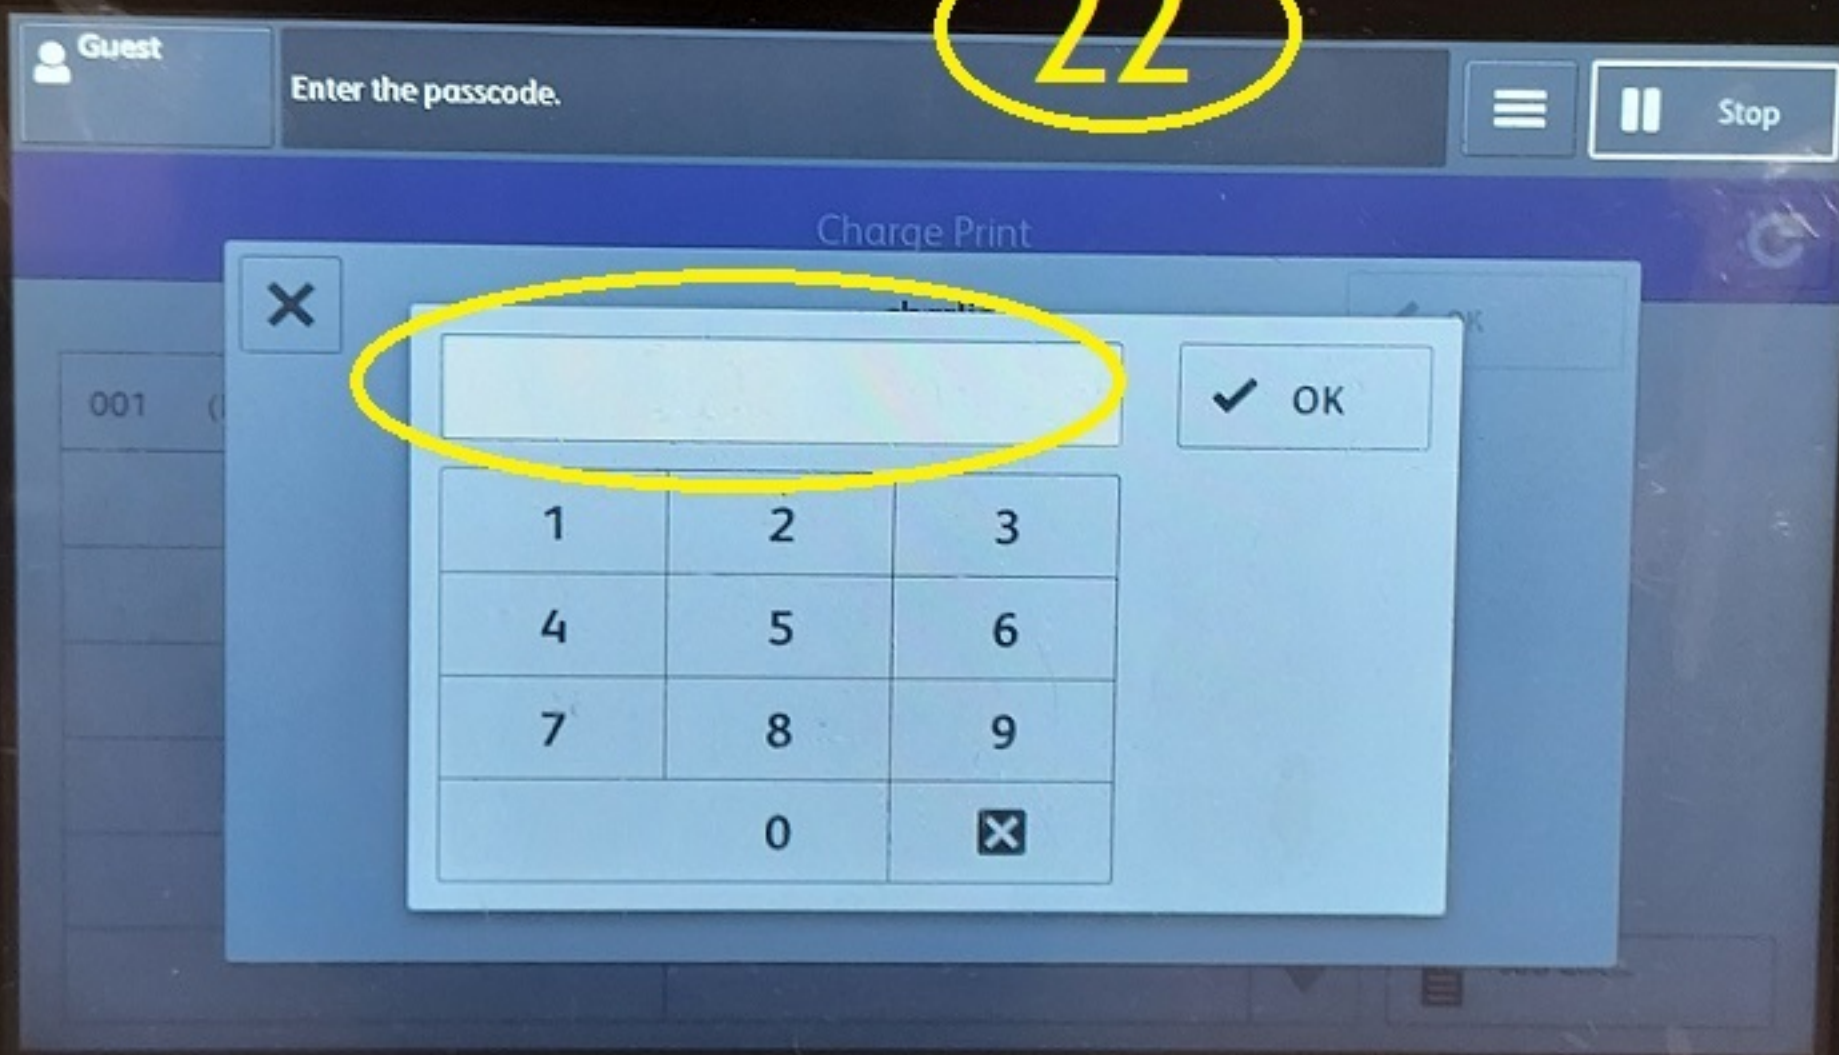 22
Guest
Enter the passcode.
Stop
Charge Print
OK
OK
001
1 2 3
4 5 6
7 8 9
0